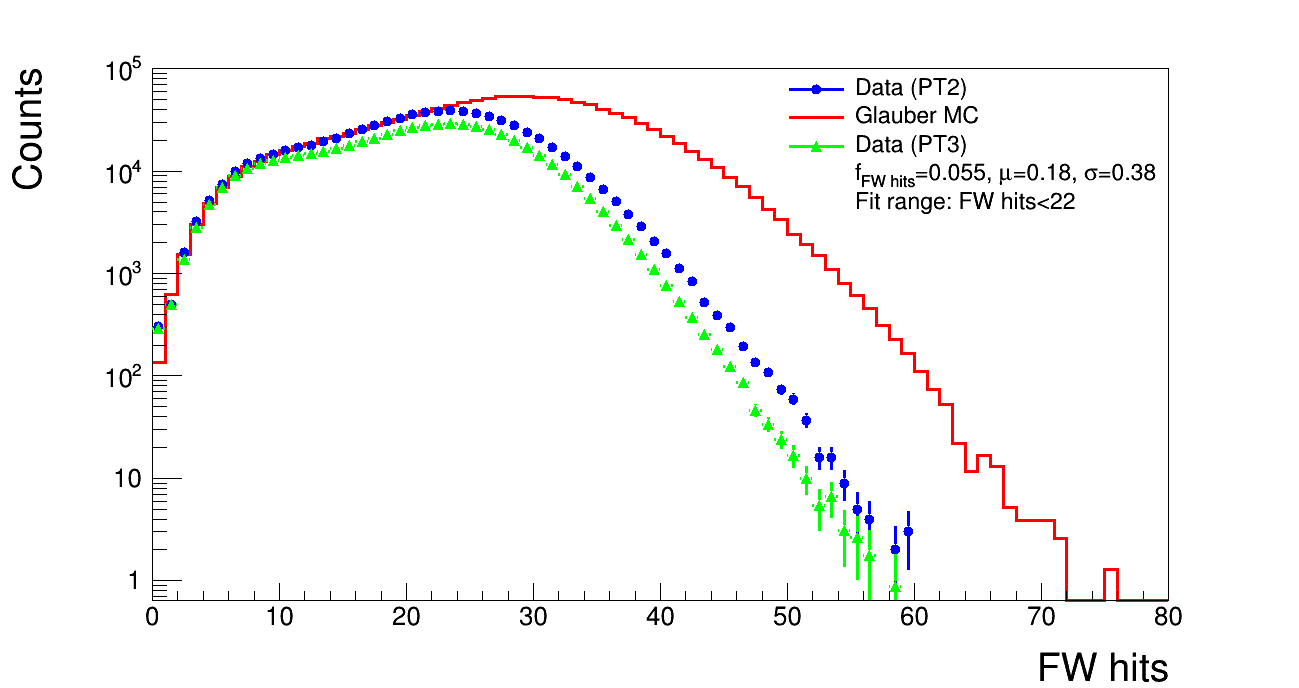 Counts
10^5
10^4
10^3
10^2
10
1
Data (PT2)
Glauber MC
Data (PT3)
f_FW hits=0.055, μ=0.18, σ=0.38
Fit range: FW hits<22
0 10 20 30 40 50 60 70 80
FW hits